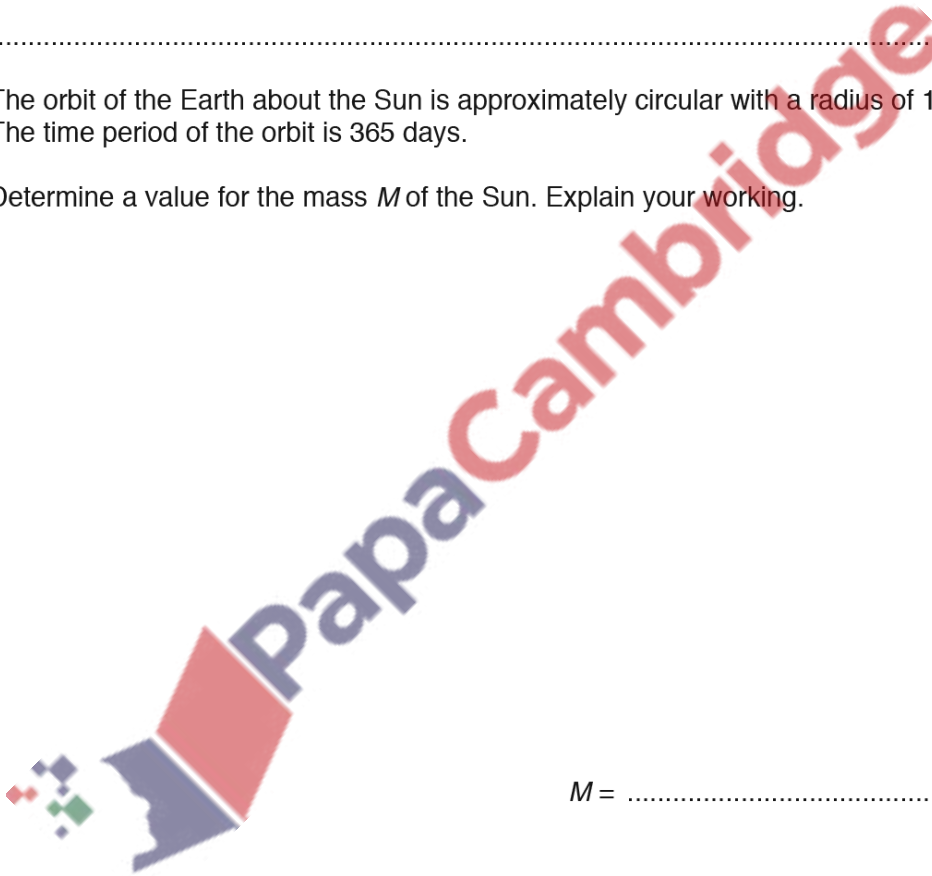 The orbit of the Earth about the Sun is approximately circular with a radius of 1
The time period of the orbit is 365 days.
Determine a value for the mass M of the Sun. Explain your working.
PapaCambridge
M = ........................................